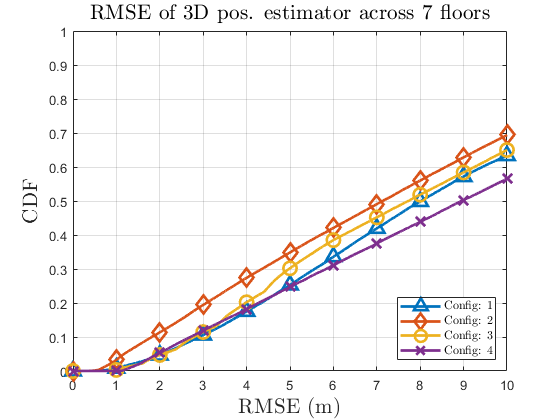 RMSE of 3D pos. estimator across 7 floors
1
0.9
0.8
0.7
0.6
0.5
0.4
0.3
0.2
0.1
0
CDF
Config: 1
Config: 2
Config: 3
Config: 4
0 1 2 3 4 5 6 7 8 9 10
RMSE (m)